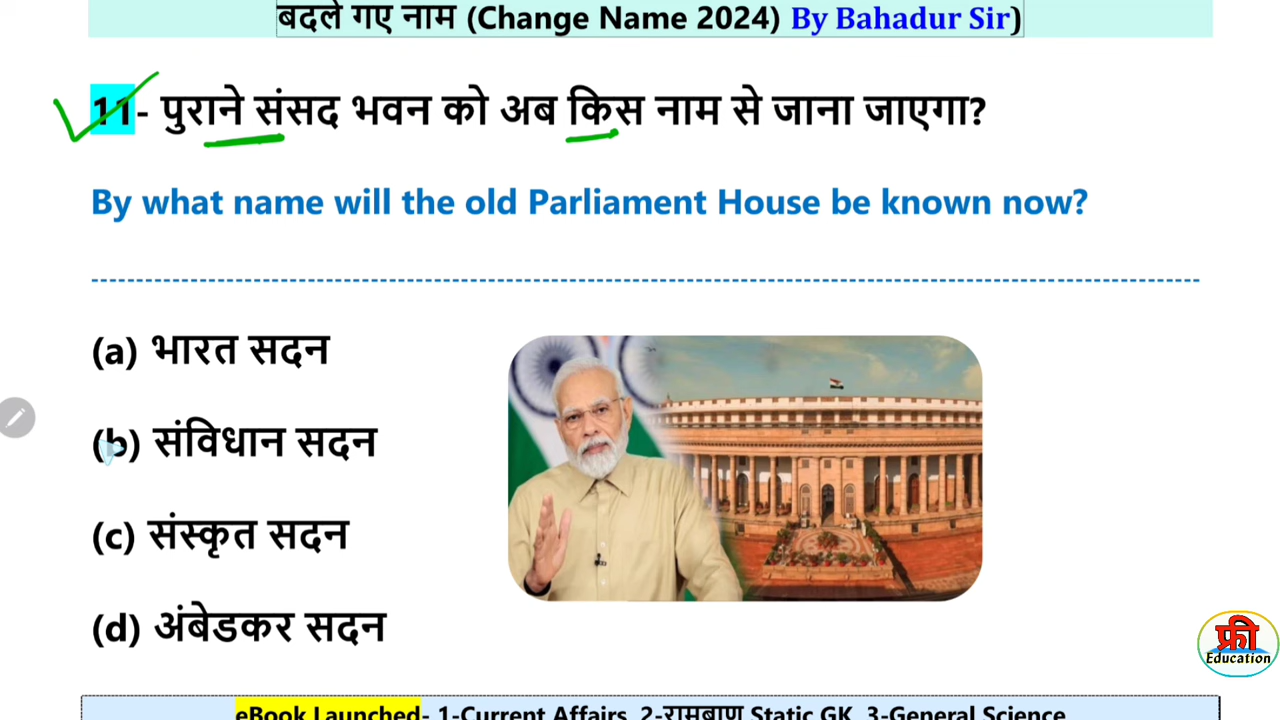 बदले गए नाम (Change Name 2024) By Bahadur Sir)
11- पुराने संसद भवन को अब किस नाम से जाना जाएगा?
By what name will the old Parliament House be known now?
(a) भारत सदन
(b) संविधान सदन
(c) संस्कृत सदन
(d) अंबेडकर सदन
फ्री
Education
eBook Launched- 1-Current Affairs, 2-रामबाण Static GK, 3-General Science